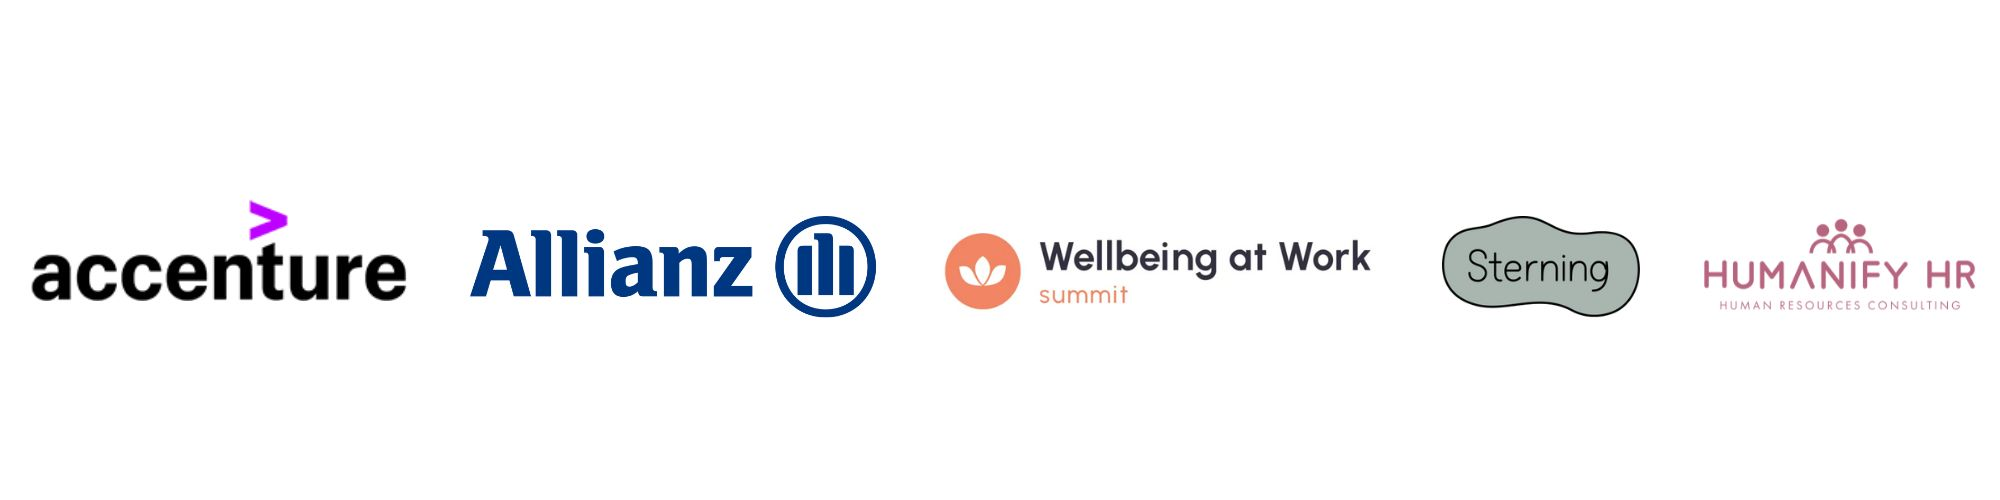 accenture
Allianz
Wellbeing at Work
summit
Sterning
HUMANIFY HR
HUMAN RESOURCES CONSULTING